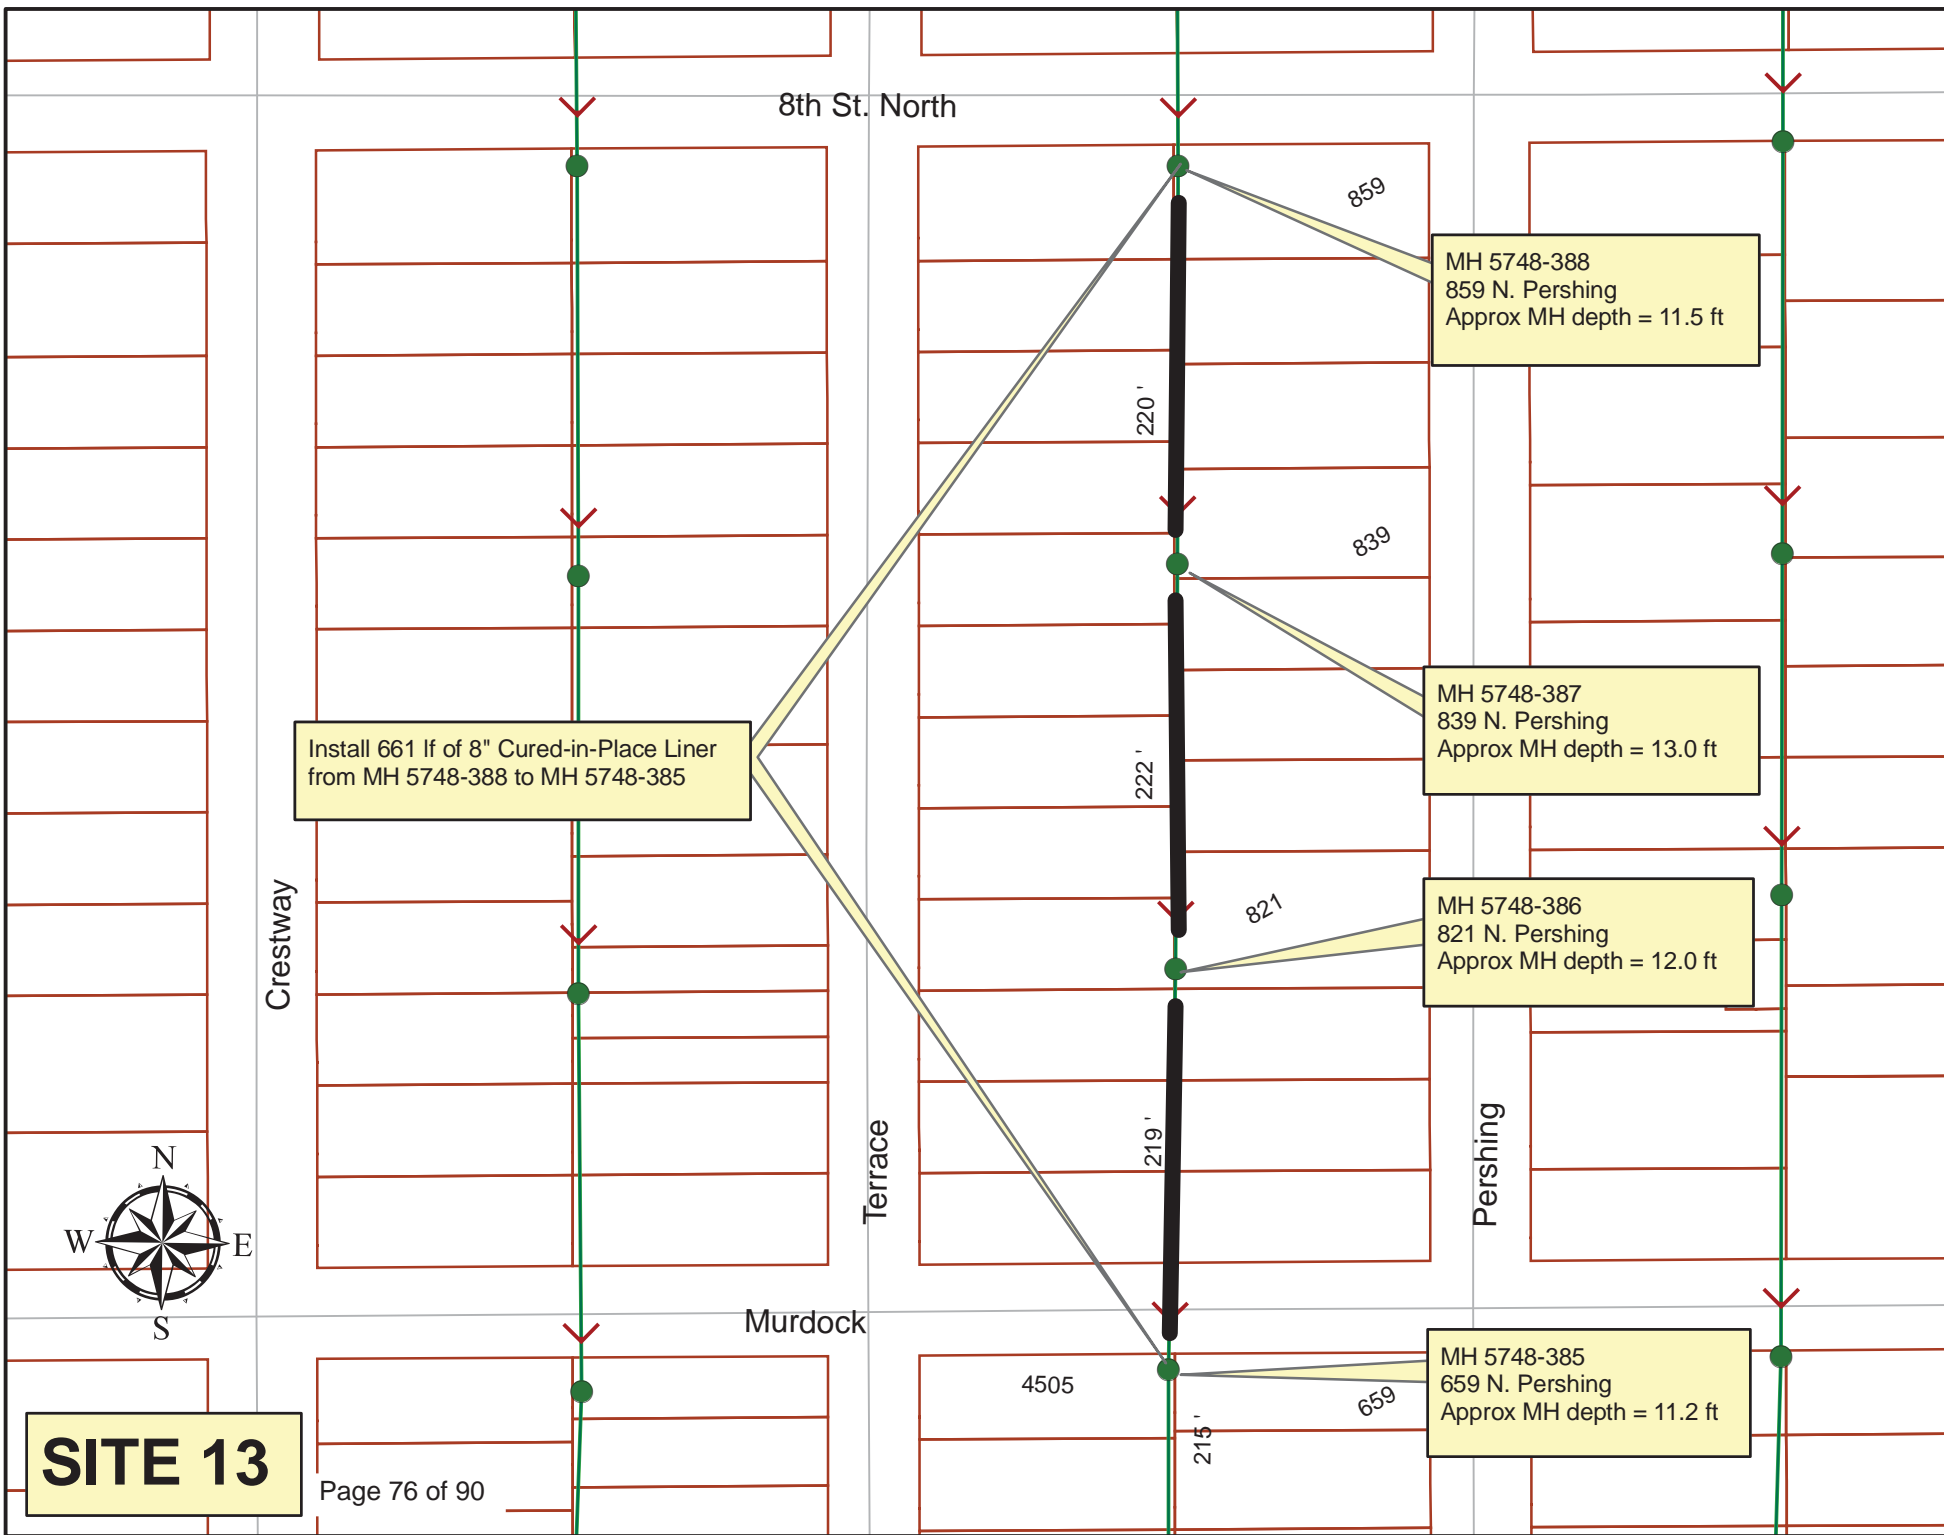 8th St. North
859
MH 5748-388
859 N. Pershing
Approx MH depth = 11.5 ft
220 '
839
MH 5748-387
839 N. Pershing
Approx MH depth = 13.0 ft
Install 661 lf of 8" Cured-in-Place Liner
from MH 5748-388 to MH 5748-385
222 '
821
MH 5748-386
821 N. Pershing
Approx MH depth = 12.0 ft
Crestway
Terrace
219 '
Pershing
N
W
E
S
Murdock
4505
659
MH 5748-385
659 N. Pershing
Approx MH depth = 11.2 ft
215 '
SITE 13
Page 76 of 90